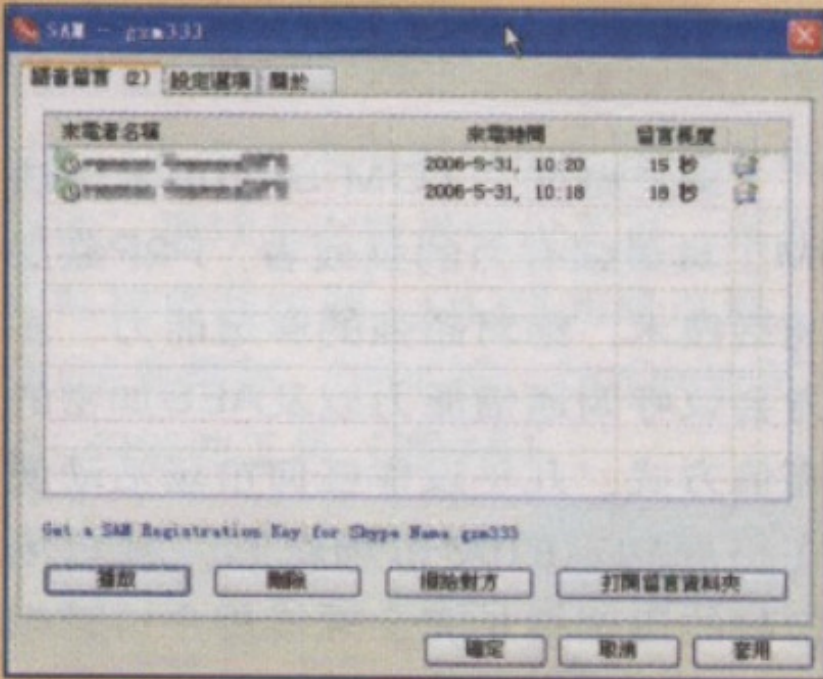 SAM - gzm333
語音留言 (2) 設定選項 關於
來電者名稱 來電時間 留言長度
2006-5-31, 10:20 15 秒
2006-5-31, 10:18 18 秒
Get a SAM Registration Key for Skype Name gzm333
播放 刪除 撥給對方 打開留言資料夾
確定 取消 套用